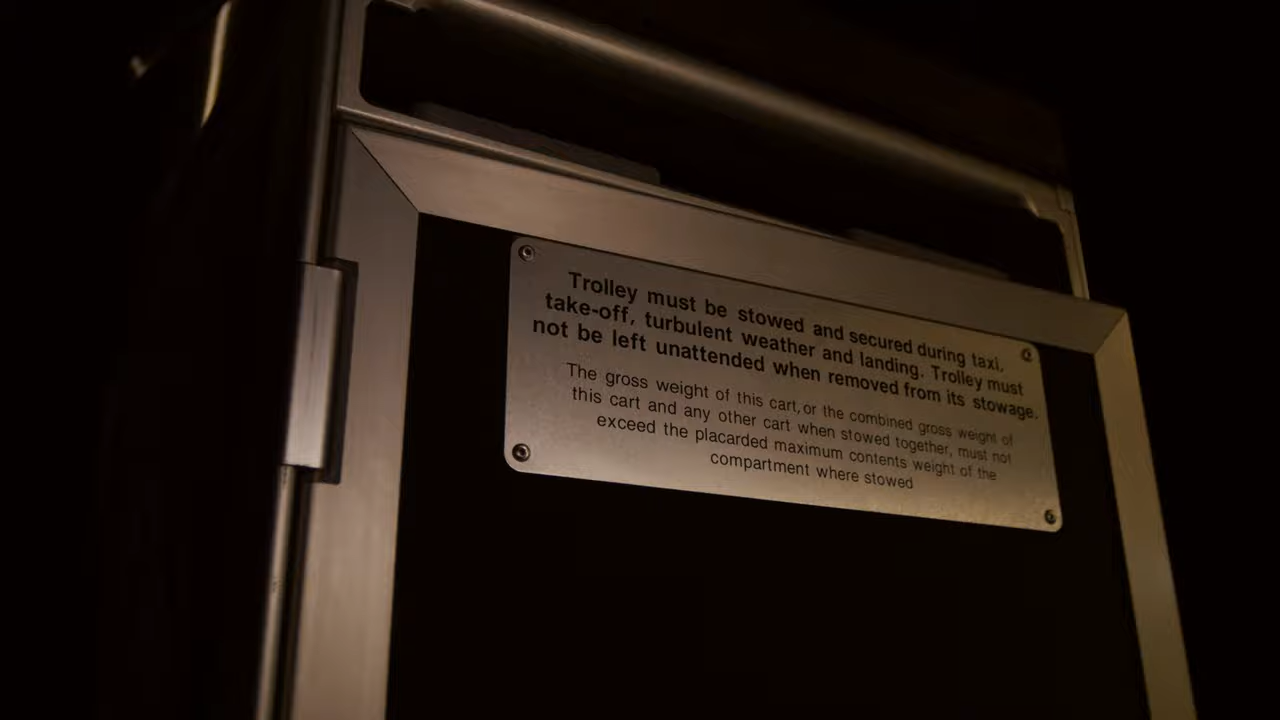 Trolley must be stowed and secured during taxi,
take-off, turbulent weather and landing. Trolley must
not be left unattended when removed from its stowage.
The gross weight of this cart, or the combined gross weight of
this cart and any other cart when stowed together, must not
exceed the placarded maximum contents weight of the
compartment where stowed